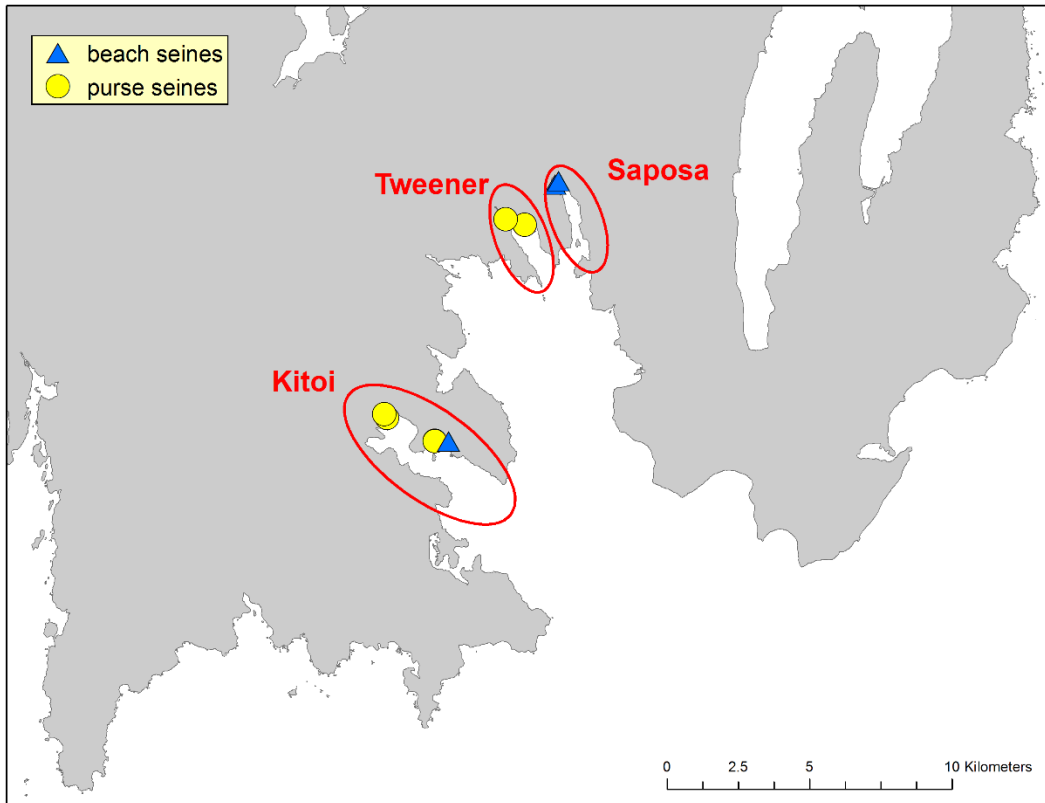 beach seines
purse seines
Saposa
Tweener
Kitoi
0 2.5 5 10 Kilometers